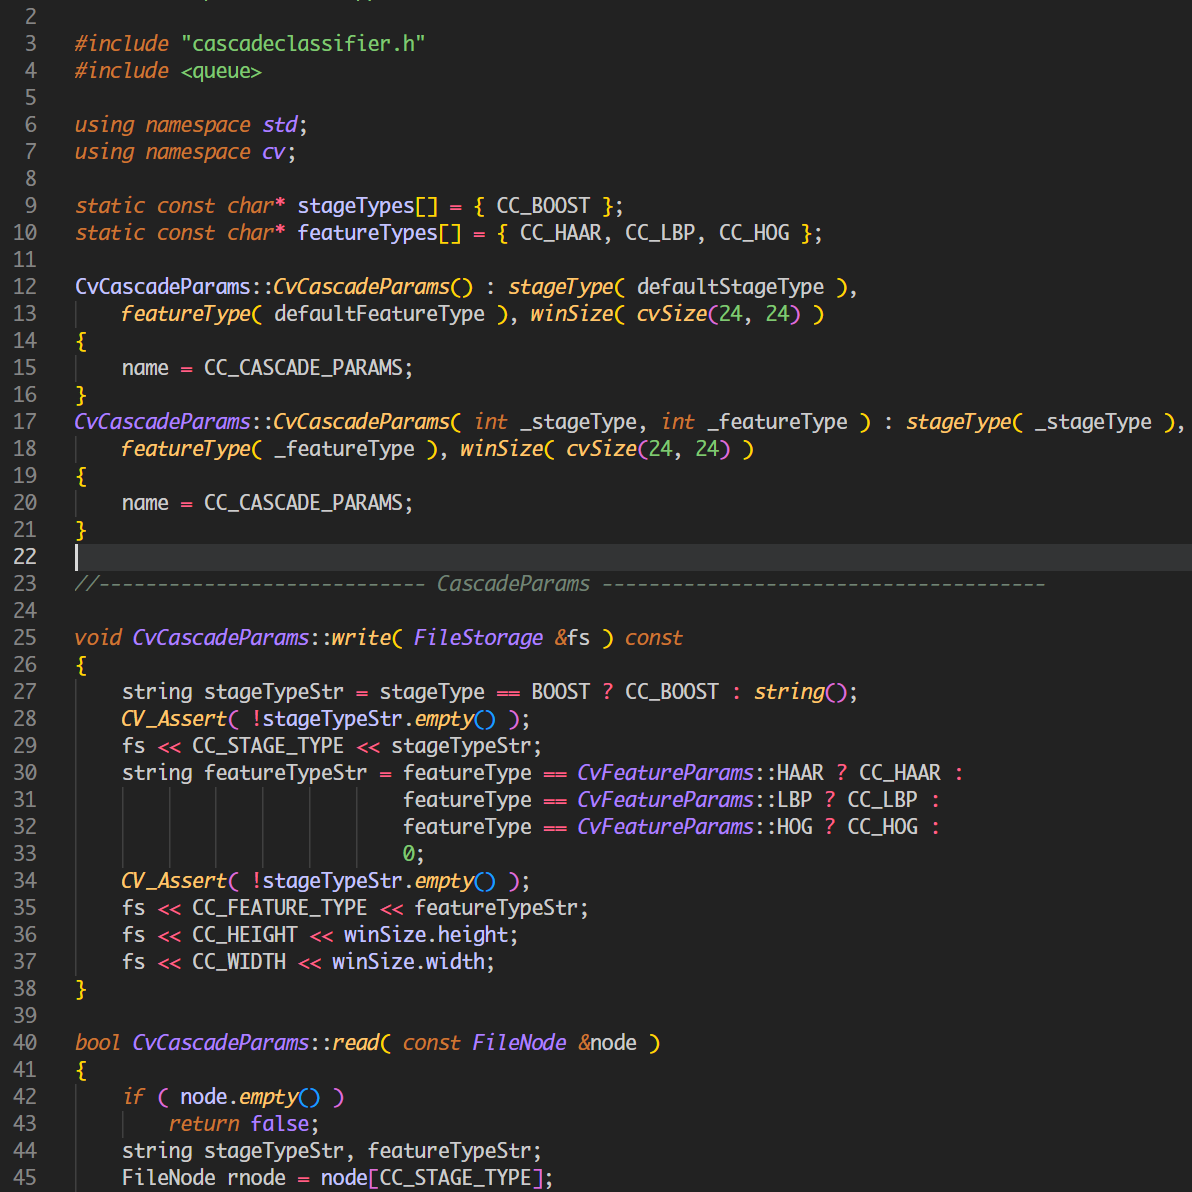 2
3 #include "cascadeclassifier.h"
4 #include <queue>
5
6 using namespace std;
7 using namespace cv;
8
9 static const char* stageTypes[] = { CC_BOOST };
10 static const char* featureTypes[] = { CC_HAAR, CC_LBP, CC_HOG };
11
12 CvCascadeParams::CvCascadeParams() : stageType( defaultStageType ),
13     featureType( defaultFeatureType ), winSize( cvSize(24, 24) )
14 {
15     name = CC_CASCADE_PARAMS;
16 }
17 CvCascadeParams::CvCascadeParams( int _stageType, int _featureType ) : stageType( _stageType ),
18     featureType( _featureType ), winSize( cvSize(24, 24) )
19 {
20     name = CC_CASCADE_PARAMS;
21 }
22
23 //---------------------------- CascadeParams --------------------------------------
24
25 void CvCascadeParams::write( FileStorage &fs ) const
26 {
27     string stageTypeStr = stageType == BOOST ? CC_BOOST : string();
28     CV_Assert( !stageTypeStr.empty() );
29     fs << CC_STAGE_TYPE << stageTypeStr;
30     string featureTypeStr = featureType == CvFeatureParams::HAAR ? CC_HAAR :
31                             featureType == CvFeatureParams::LBP ? CC_LBP :
32                             featureType == CvFeatureParams::HOG ? CC_HOG :
33                             0;
34     CV_Assert( !stageTypeStr.empty() );
35     fs << CC_FEATURE_TYPE << featureTypeStr;
36     fs << CC_HEIGHT << winSize.height;
37     fs << CC_WIDTH << winSize.width;
38 }
39
40 bool CvCascadeParams::read( const FileNode &node )
41 {
42     if ( node.empty() )
43         return false;
44     string stageTypeStr, featureTypeStr;
45     FileNode rnode = node[CC_STAGE_TYPE];